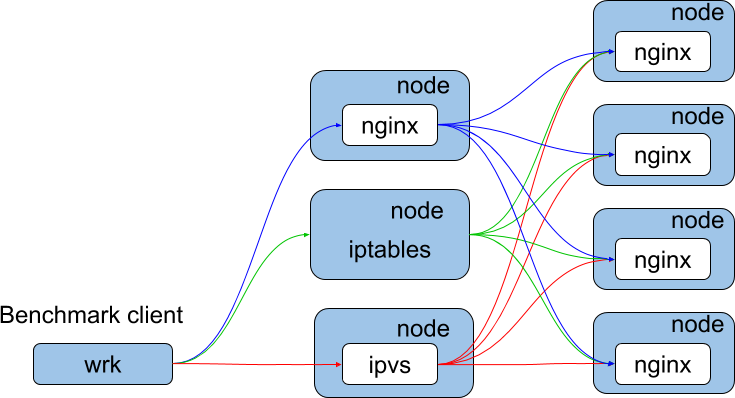 node
nginx
node
nginx
node
nginx
node
iptables
node
nginx
Benchmark client
wrk
node
ipvs
node
nginx